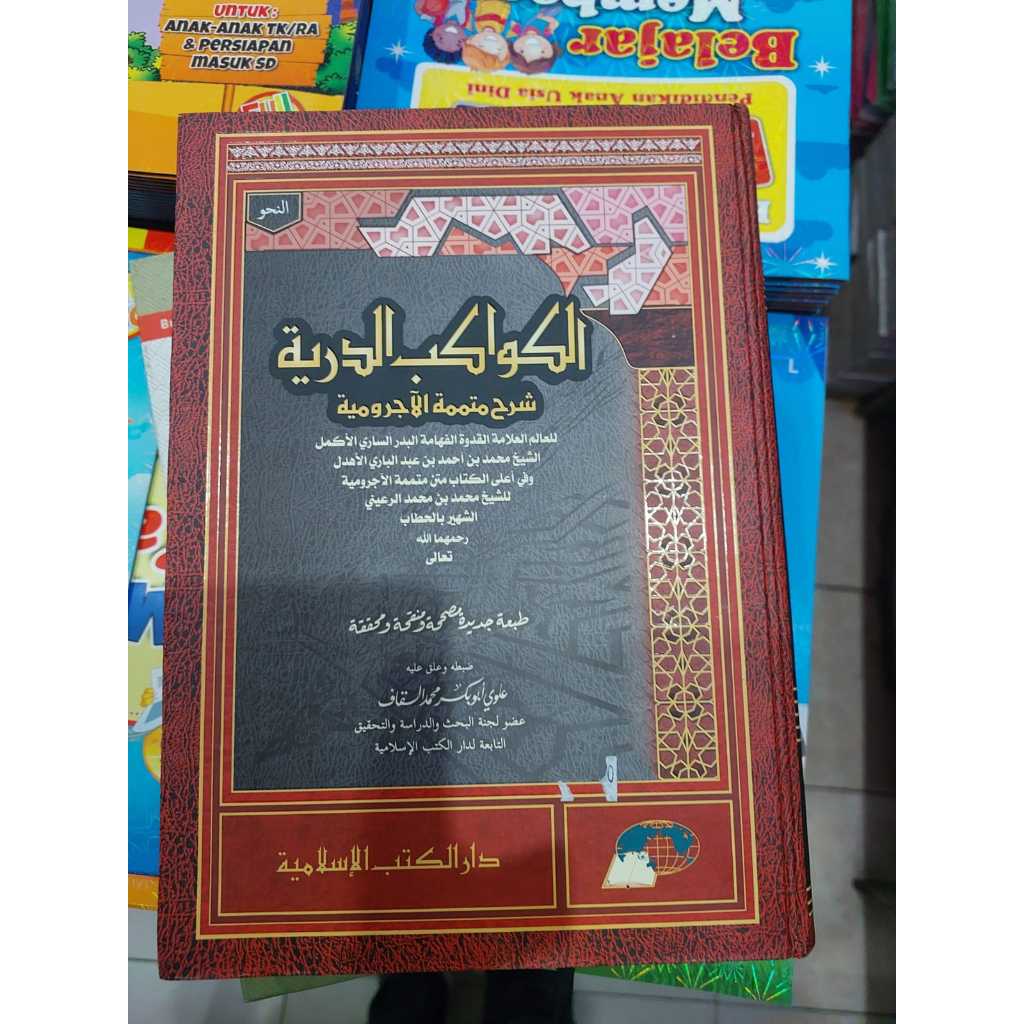 UNTUK:
ANAK-ANAK TK/RA
& PERSIAPAN
MASUK SD
Belajar
Pendidikan Anak Usia Dini
النحو
الكواكب الدرية
شرح متممة الآجرومية
للعالم العلامة القدوة الفهامة البدر الساري الأكمل
الشيخ محمد بن أحمد بن عبد الباري الأهدل
وفي أعلى الكتاب متن متممة الآجرومية
للشيخ محمد بن محمد الرعيني
الشهير بالحطاب
رحمهما الله
تعالى
طبعة جديدة مصححة ومنقحة ومحققة
ضبطه وعلق عليه
علوي أبوبكر محمد السقاف
عضو لجنة البحث والدراسة والتحقيق
التابعة لدار الكتب الإسلامية
دار الكتب الإسلامية
L